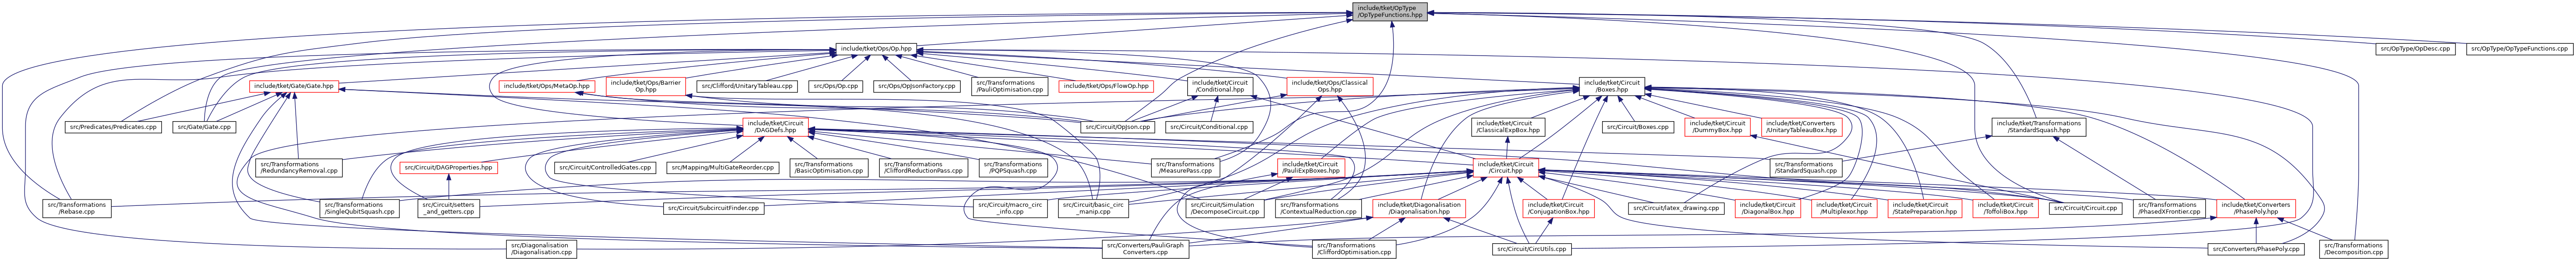 include/tket/OpType
/OpTypeFunctions.hpp
include/tket/Ops/Op.hpp
src/OpType/OpDesc.cpp
src/OpType/OpTypeFunctions.cpp
include/tket/Gate/Gate.hpp
include/tket/Ops/MetaOp.hpp
include/tket/Ops/Barrier
Op.hpp
src/Clifford/UnitaryTableau.cpp
src/Ops/Op.cpp
src/Ops/OpJsonFactory.cpp
src/Transformations
/PauliOptimisation.cpp
include/tket/Ops/FlowOp.hpp
include/tket/Circuit
/Conditional.hpp
include/tket/Ops/Classical
Ops.hpp
include/tket/Circuit
/Boxes.hpp
src/Predicates/Predicates.cpp
src/Gate/Gate.cpp
include/tket/Circuit
/DAGDefs.hpp
src/Circuit/OpJson.cpp
src/Circuit/Conditional.cpp
include/tket/Circuit
/ClassicalExpBox.hpp
src/Circuit/Boxes.cpp
include/tket/Circuit
/DummyBox.hpp
include/tket/Converters
/UnitaryTableauBox.hpp
include/tket/Transformations
/StandardSquash.hpp
src/Transformations
/RedundancyRemoval.cpp
src/Circuit/DAGProperties.hpp
src/Circuit/ControlledGates.cpp
src/Mapping/MultiGateReorder.cpp
src/Transformations
/BasicOptimisation.cpp
src/Transformations
/CliffordReductionPass.cpp
src/Transformations
/PQPSquash.cpp
src/Transformations
/MeasurePass.cpp
include/tket/Circuit
/PauliExpBoxes.hpp
include/tket/Circuit
/Circuit.hpp
src/Transformations
/StandardSquash.cpp
src/Transformations
/Rebase.cpp
src/Transformations
/SingleQubitSquash.cpp
src/Circuit/setters
_and_getters.cpp
src/Circuit/SubcircuitFinder.cpp
src/Circuit/macro_circ
_info.cpp
src/Circuit/basic_circ
_manip.cpp
src/Circuit/Simulation
/DecomposeCircuit.cpp
src/Transformations
/ContextualReduction.cpp
include/tket/Diagonalisation
/Diagonalisation.hpp
include/tket/Circuit
/ConjugationBox.hpp
src/Circuit/latex_drawing.cpp
include/tket/Circuit
/DiagonalBox.hpp
include/tket/Circuit
/Multiplexor.hpp
include/tket/Circuit
/StatePreparation.hpp
include/tket/Circuit
/ToffoliBox.hpp
src/Circuit/Circuit.cpp
src/Transformations
/PhasedXFrontier.cpp
include/tket/Converters
/PhasePoly.hpp
src/Diagonalisation
/Diagonalisation.cpp
src/Converters/PauliGraph
Converters.cpp
src/Transformations
/CliffordOptimisation.cpp
src/Circuit/CircUtils.cpp
src/Converters/PhasePoly.cpp
src/Transformations
/Decomposition.cpp